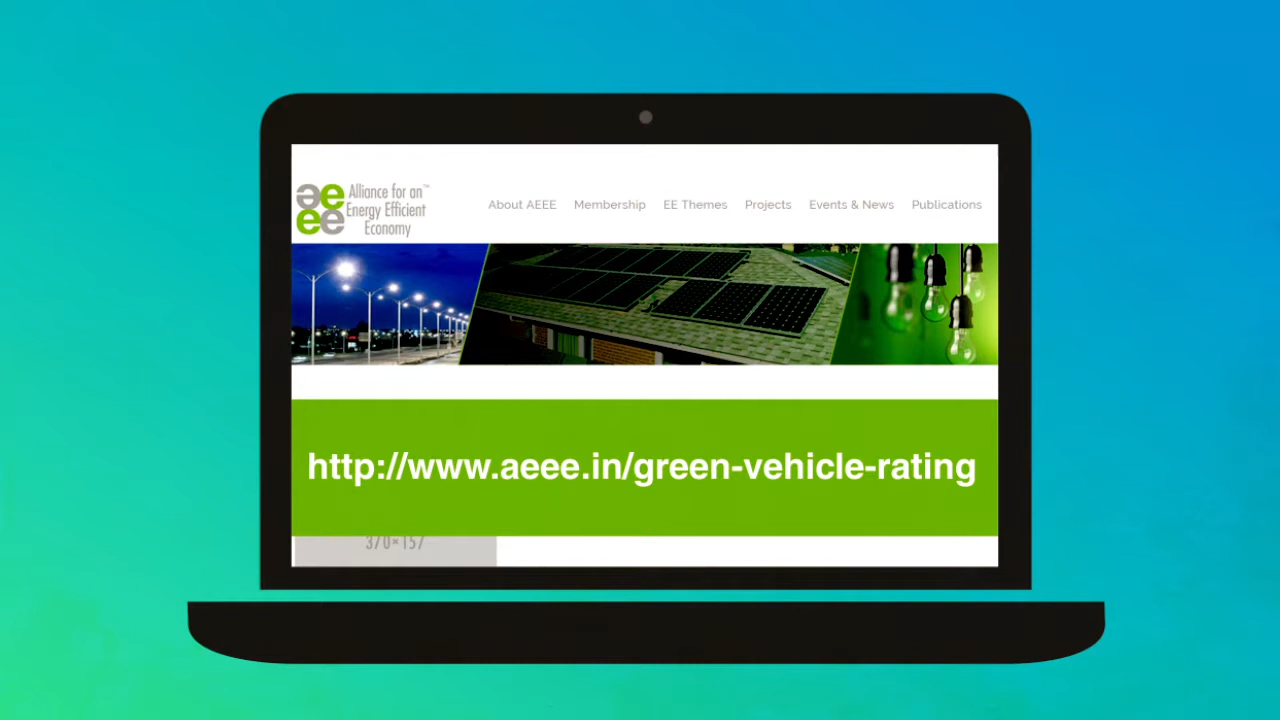 aeee
Alliance for an™
Energy Efficient
Economy
About AEEE Membership EE Themes Projects Events & News Publications
http://www.aeee.in/green-vehicle-rating
370×157